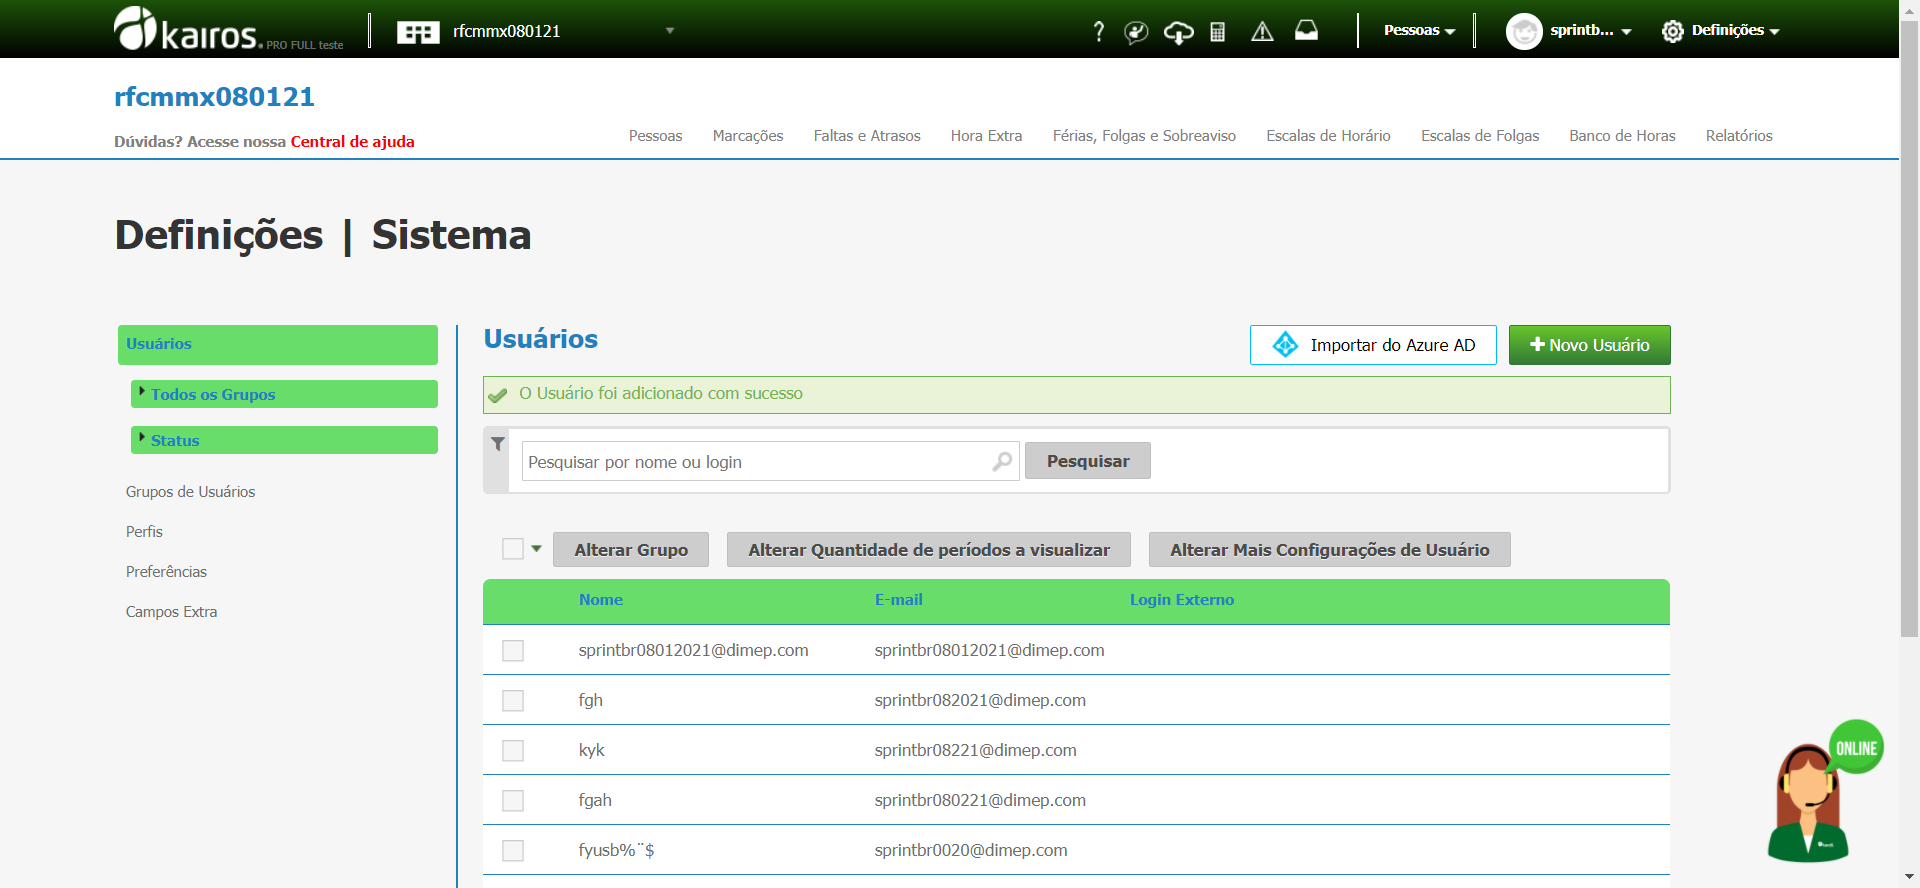 kairos. PRO FULL teste
rfcmmx080121
?
Pessoas
sprintb...
Definições
rfcmmx080121
Dúvidas? Acesse nossa Central de ajuda
Pessoas Marcações Faltas e Atrasos Hora Extra Férias, Folgas e Sobreaviso Escalas de Horário Escalas de Folgas Banco de Horas Relatórios
Definições | Sistema
Usuários
Todos os Grupos
Status
Grupos de Usuários
Perfis
Preferências
Campos Extra
Usuários
Importar do Azure AD
Novo Usuário
O Usuário foi adicionado com sucesso
Pesquisar por nome ou login
Pesquisar
Alterar Grupo
Alterar Quantidade de períodos a visualizar
Alterar Mais Configurações de Usuário
Nome E-mail Login Externo
sprintbr08012021@dimep.com sprintbr08012021@dimep.com
fgh sprintbr082021@dimep.com
kyk sprintbr08221@dimep.com
fgah sprintbr080221@dimep.com
fyusb%¨$ sprintbr0020@dimep.com
ONLINE